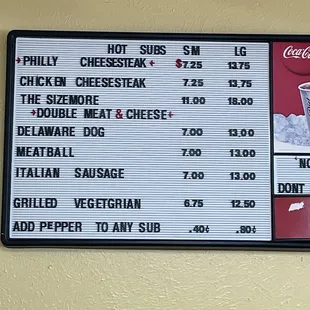 HOT SUBS SM LG
PHILLY CHEESESTEAK $7.25 13.75
CHICKEN CHEESESTEAK 7.25 13.75
THE SIZEMORE 11.00 18.00
DOUBLE MEAT & CHEESE
DELAWARE DOG 7.00 13.00
MEATBALL 7.00 13.00
ITALIAN SAUSAGE 7.00 13.00
GRILLED VEGETGRIAN 6.75 12.50
ADD PEPPER TO ANY SUB .40¢ .80¢
Coca-Cola
DONT